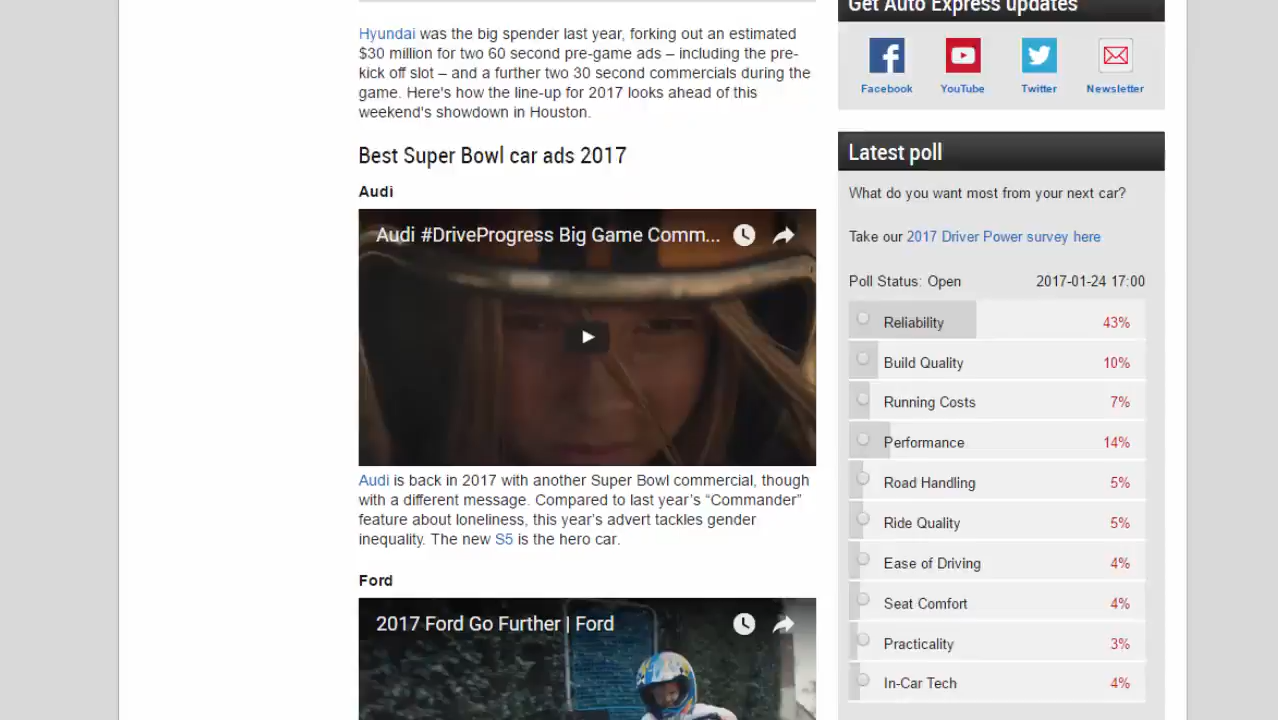 Get Auto Express updates
Hyundai was the big spender last year, forking out an estimated
$30 million for two 60 second pre-game ads – including the pre-
kick off slot – and a further two 30 second commercials during the
game. Here's how the line-up for 2017 looks ahead of this
weekend's showdown in Houston.
Best Super Bowl car ads 2017
Audi
Audi #DriveProgress Big Game Comm...
Audi is back in 2017 with another Super Bowl commercial, though
with a different message. Compared to last year’s “Commander”
feature about loneliness, this year’s advert tackles gender
inequality. The new S5 is the hero car.
Ford
2017 Ford Go Further | Ford
Facebook
YouTube
Twitter
Newsletter
Latest poll
What do you want most from your next car?
Take our 2017 Driver Power survey here
Poll Status: Open 2017-01-24 17:00
Reliability 43%
Build Quality 10%
Running Costs 7%
Performance 14%
Road Handling 5%
Ride Quality 5%
Ease of Driving 4%
Seat Comfort 4%
Practicality 3%
In-Car Tech 4%